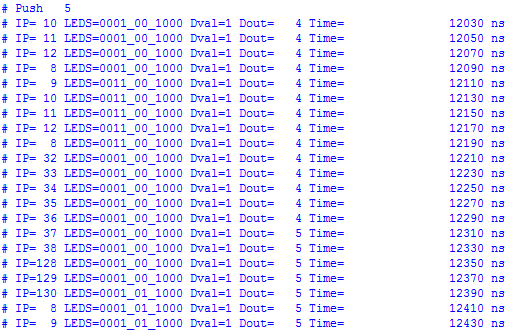 # Push   5
# IP= 10 LEDS=0001_00_1000 Dval=1 Dout=   4 Time=               12030 ns
# IP= 11 LEDS=0001_00_1000 Dval=1 Dout=   4 Time=               12050 ns
# IP= 12 LEDS=0001_00_1000 Dval=1 Dout=   4 Time=               12070 ns
# IP=  8 LEDS=0001_00_1000 Dval=1 Dout=   4 Time=               12090 ns
# IP=  9 LEDS=0011_00_1000 Dval=1 Dout=   4 Time=               12110 ns
# IP= 10 LEDS=0011_00_1000 Dval=1 Dout=   4 Time=               12130 ns
# IP= 11 LEDS=0011_00_1000 Dval=1 Dout=   4 Time=               12150 ns
# IP= 12 LEDS=0011_00_1000 Dval=1 Dout=   4 Time=               12170 ns
# IP=  8 LEDS=0011_00_1000 Dval=1 Dout=   4 Time=               12190 ns
# IP= 32 LEDS=0001_00_1000 Dval=1 Dout=   4 Time=               12210 ns
# IP= 33 LEDS=0001_00_1000 Dval=1 Dout=   4 Time=               12230 ns
# IP= 34 LEDS=0001_00_1000 Dval=1 Dout=   4 Time=               12250 ns
# IP= 35 LEDS=0001_00_1000 Dval=1 Dout=   4 Time=               12270 ns
# IP= 36 LEDS=0001_00_1000 Dval=1 Dout=   4 Time=               12290 ns
# IP= 37 LEDS=0001_00_1000 Dval=1 Dout=   5 Time=               12310 ns
# IP= 38 LEDS=0001_00_1000 Dval=1 Dout=   5 Time=               12330 ns
# IP=128 LEDS=0001_00_1000 Dval=1 Dout=   5 Time=               12350 ns
# IP=129 LEDS=0001_00_1000 Dval=1 Dout=   5 Time=               12370 ns
# IP=130 LEDS=0001_01_1000 Dval=1 Dout=   5 Time=               12390 ns
# IP=  8 LEDS=0001_01_1000 Dval=1 Dout=   5 Time=               12410 ns
# IP=  9 LEDS=0001_01_1000 Dval=1 Dout=   5 Time=               12430 ns